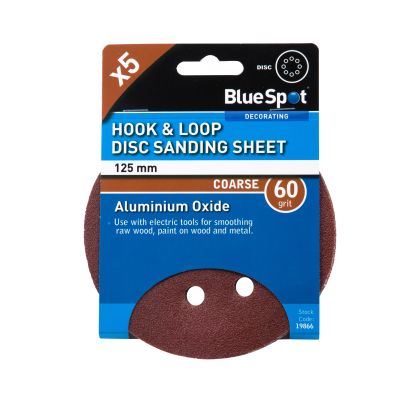 x5
DISC
BlueSpot
DECORATING
HOOK & LOOP
DISC SANDING SHEET
125 mm
COARSE
60
grit
Aluminium Oxide
Use with electric tools for smoothing
raw wood, paint on wood and metal.
Stock
Code:
19866